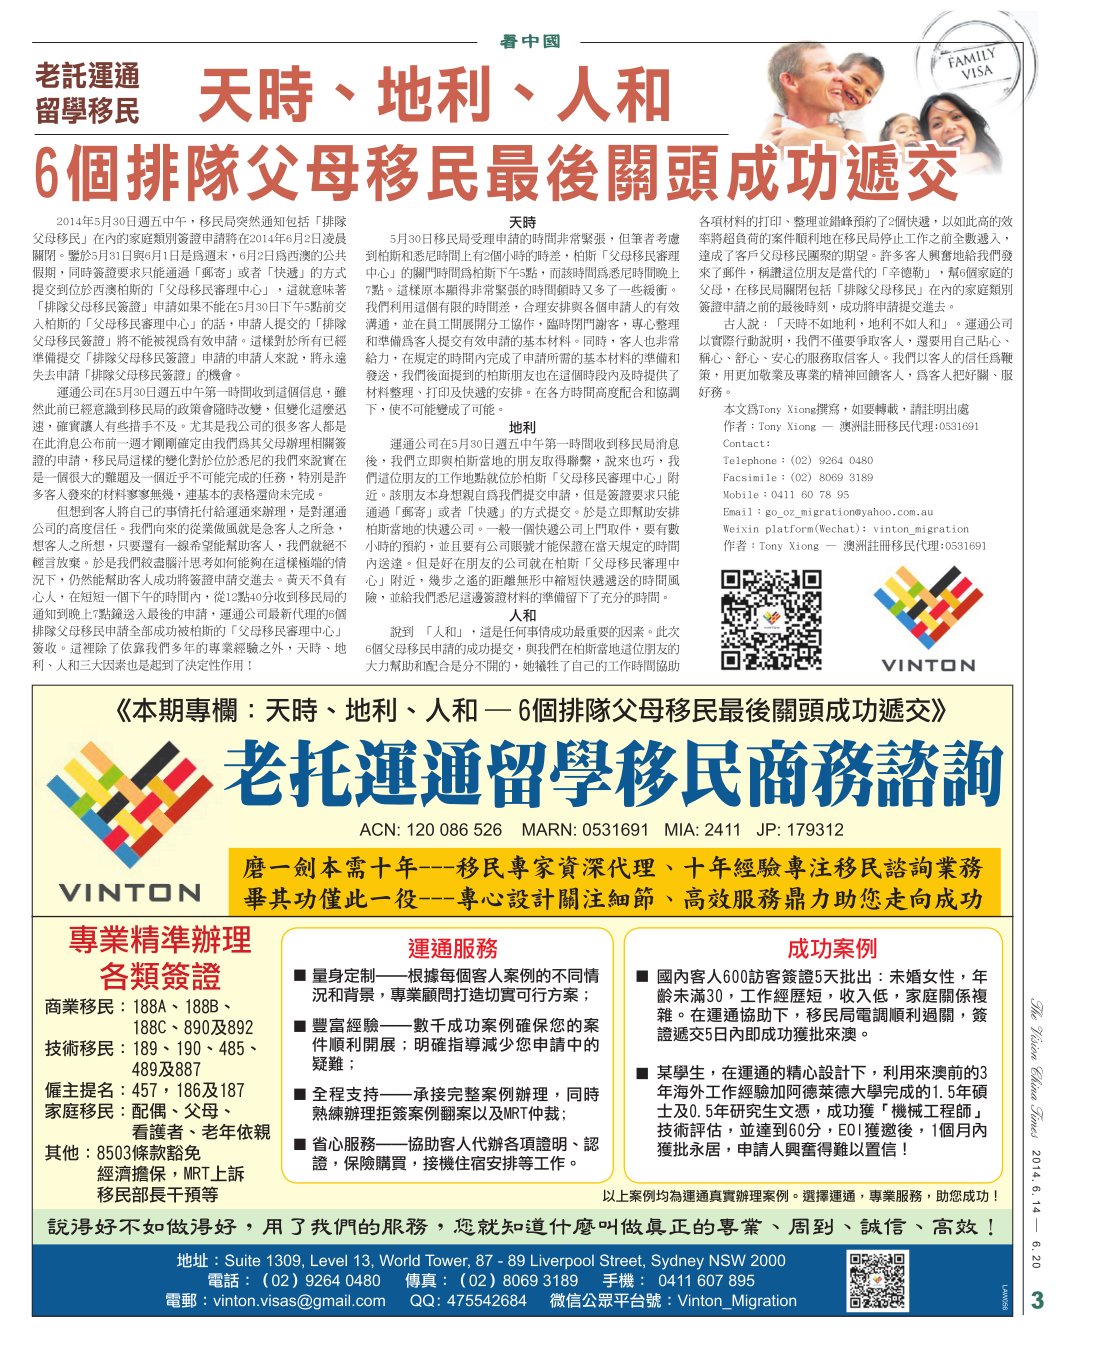 看中國
FAMILY
VISA
老託運通
留學移民
天時、地利、人和
6個排隊父母移民最後關頭成功遞交
2014年5月30日週五中午，移民局突然通知包括「排隊
父母移民」在內的家庭類別簽證申請將在2014年6月2日凌晨
關閉。鑒於5月31日與6月1日是爲週末，6月2日爲西澳的公共
假期，同時簽證要求只能通過「郵寄」或者「快遞」的方式
提交到位於西澳柏斯的「父母移民審理中心」，這就意味著
「排隊父母移民簽證」申請如果不能在5月30日下午5點前交
入柏斯的「父母移民審理中心」的話，申請人提交的「排隊
父母移民簽證」將不能被視爲有效申請。這樣對於所有已經
準備提交「排隊父母移民簽證」申請的申請人來說，將永遠
失去申請「排隊父母移民簽證」的機會。
運通公司在5月30日週五中午第一時間收到這個信息，雖
然此前已經意識到移民局的政策會隨時改變，但變化這麼迅
速，確實讓人有些措手不及。尤其是我公司的很多客人都是
在此消息公布前一週才剛剛確定由我們爲其父母辦理相關簽
證的申請，移民局這樣的變化對於位於悉尼的我們來說實在
是一個很大的難題及一個近乎不可能完成的任務，特別是許
多客人發來的材料寥寥無幾，連基本的表格還尚未完成。
但想到客人將自己的事情托付給運通來辦理，是對運通
公司的高度信任。我們向來的從業做風就是急客人之所急，
想客人之所想，只要還有一線希望能幫助客人，我們就絕不
輕言放棄。於是我們絞盡腦汁思考如何能夠在這樣極端的情
況下，仍然能幫助客人成功將簽證申請交進去。黃天不負有
心人，在短短一個下午的時間內，從12點40分收到移民局的
通知到晚上7點鐘送入最後的申請，運通公司最新代理的6個
排隊父母移民申請全部成功被柏斯的「父母移民審理中心」
簽收。這裡除了依靠我們多年的專業經驗之外，天時、地
利、人和三大因素也是起到了決定性作用！
天時
5月30日移民局受理申請的時間非常緊張，但筆者考慮
到柏斯和悉尼時間上有2個小時的時差，柏斯「父母移民審理
中心」的關門時間爲柏斯下午5點，而該時間爲悉尼時間晚上
7點。這樣原本顯得非常緊張的時間頓時又多了一些緩衝。
我們利用這個有限的時間差，合理安排與各個申請人的有效
溝通，並在員工間展開分工協作，臨時閉門謝客，專心整理
和準備爲客人提交有效申請的基本材料。同時，客人也非常
給力，在規定的時間內完成了申請所需的基本材料的準備和
發送，我們後面提到的柏斯朋友也在這個時段內及時提供了
材料整理、打印及快遞的安排。在各方時間高度配合和協調
下，使不可能變成了可能。
地利
運通公司在5月30日週五中午第一時間收到移民局消息
後，我們立即與柏斯當地的朋友取得聯繫，說來也巧，我
們這位朋友的工作地點就位於柏斯「父母移民審理中心」附
近。該朋友本身想親自爲我們提交申請，但是簽證要求只能
通過「郵寄」或者「快遞」的方式提交。於是立即幫助安排
柏斯當地的快遞公司。一般一個快遞公司上門取件，要有數
小時的預約，並且要有公司賬號才能保證在當天規定的時間
內送達。但是好在朋友的公司就在柏斯「父母移民審理中
心」附近，幾步之遙的距離無形中縮短快遞遞送的時間風
險，並給我們悉尼這邊簽證材料的準備留下了充分的時間。
人和
說到 「人和」，這是任何事情成功最重要的因素。此次
6個父母移民申請的成功提交，與我們在柏斯當地這位朋友的
大力幫助和配合是分不開的，她犧牲了自己的工作時間協助
各項材料的打印、整理並錯峰預約了2個快遞，以如此高的效
率將超負荷的案件順利地在移民局停止工作之前全數遞入，
達成了客戶父母移民團聚的期望。許多客人興奮地給我們發
來了郵件，稱讚這位朋友是當代的「辛德勒」，幫6個家庭的
父母，在移民局關閉包括「排隊移民」在內的家庭類別
簽證申請之前的最後時刻，成功將申請提交進去。
古人說：「天時不如地利，地利不如人和」。運通公司
以實際行動說明，我們不僅要爭取客人，還要用自己貼心、
稱心、舒心、安心的服務取信客人。我們以客人的信任爲鞭
策，用更加敬業及專業的精神回饋客人，爲客人把好關、服
好務。
本文爲Tony Xiong撰寫，如要轉載，請註明出處
作者：Tony Xiong — 澳洲註冊移民代理:0531691
Contact:
Telephone：(02) 9264 0480
Facsimile：(02) 8069 3189
Mobile：0411 60 78 95
Email：go_oz_migration@yahoo.com.au
Weixin platform(Wechat): vinton_migration
作者：Tony Xiong — 澳洲註冊移民代理:0531691
VINTON
《本期專欄：天時、地利、人和 — 6個排隊父母移民最後關頭成功遞交》
老托運通留學移民商務諮詢
ACN: 120 086 526 MARN: 0531691 MIA: 2411 JP: 179312
VINTON
磨一劍本需十年---移民專家資深代理、十年經驗專注移民諮詢業務
畢其功僅此一役---專心設計關注細節、高效服務鼎力助您走向成功
專業精準辦理
各類簽證
商業移民：188A、188B、
188C、890及892
技術移民：189、190、485、
489及887
僱主提名：457，186及187
家庭移民：配偶、父母、
看護者、老年依親
其他：8503條款豁免
經濟擔保，MRT上訴
移民部長干預等
運通服務
■ 量身定制——根據每個客人案例的不同情
況和背景，專業顧問打造切實可行方案；
■ 豐富經驗——數千成功案例確保您的案
件順利開展；明確指導減少您申請中的
疑難；
■ 全程支持——承接完整案例辦理，同時
熟練辦理拒簽案例翻案以及MRT仲裁;
■ 省心服務——協助客人代辦各項證明、認
證，保險購買，接機住宿安排等工作。
成功案例
■ 國內客人600訪客簽證5天批出：未婚女性，年
齡未滿30，工作經歷短，收入低，家庭關係複
雜。在運通協助下，移民局電調順利過關，簽
證遞交5日內即成功獲批來澳。
■ 某學生，在運通的精心設計下，利用來澳前的3
年海外工作經驗加阿德萊德大學完成的1.5年碩
士及0.5年研究生文憑，成功獲「機械工程師」
技術評估，並達到60分，EOI獲邀後，1個月內
獲批永居，申請人興奮得難以置信！
以上案例均為運通真實辦理案例。選擇運通，專業服務，助您成功！
說得好不如做得好，用了我們的服務，您就知道什麼叫做真正的專業、周到、誠信、高效！
地址：Suite 1309, Level 13, World Tower, 87 - 89 Liverpool Street, Sydney NSW 2000
電話：（02）9264 0480 傳真：（02）8069 3189 手機： 0411 607 895
電郵：vinton.visas@gmail.com QQ: 475542684 微信公眾平台號：Vinton_Migration
LAW056
The Vision China Times 2014. 6. 14 — 6. 20
3